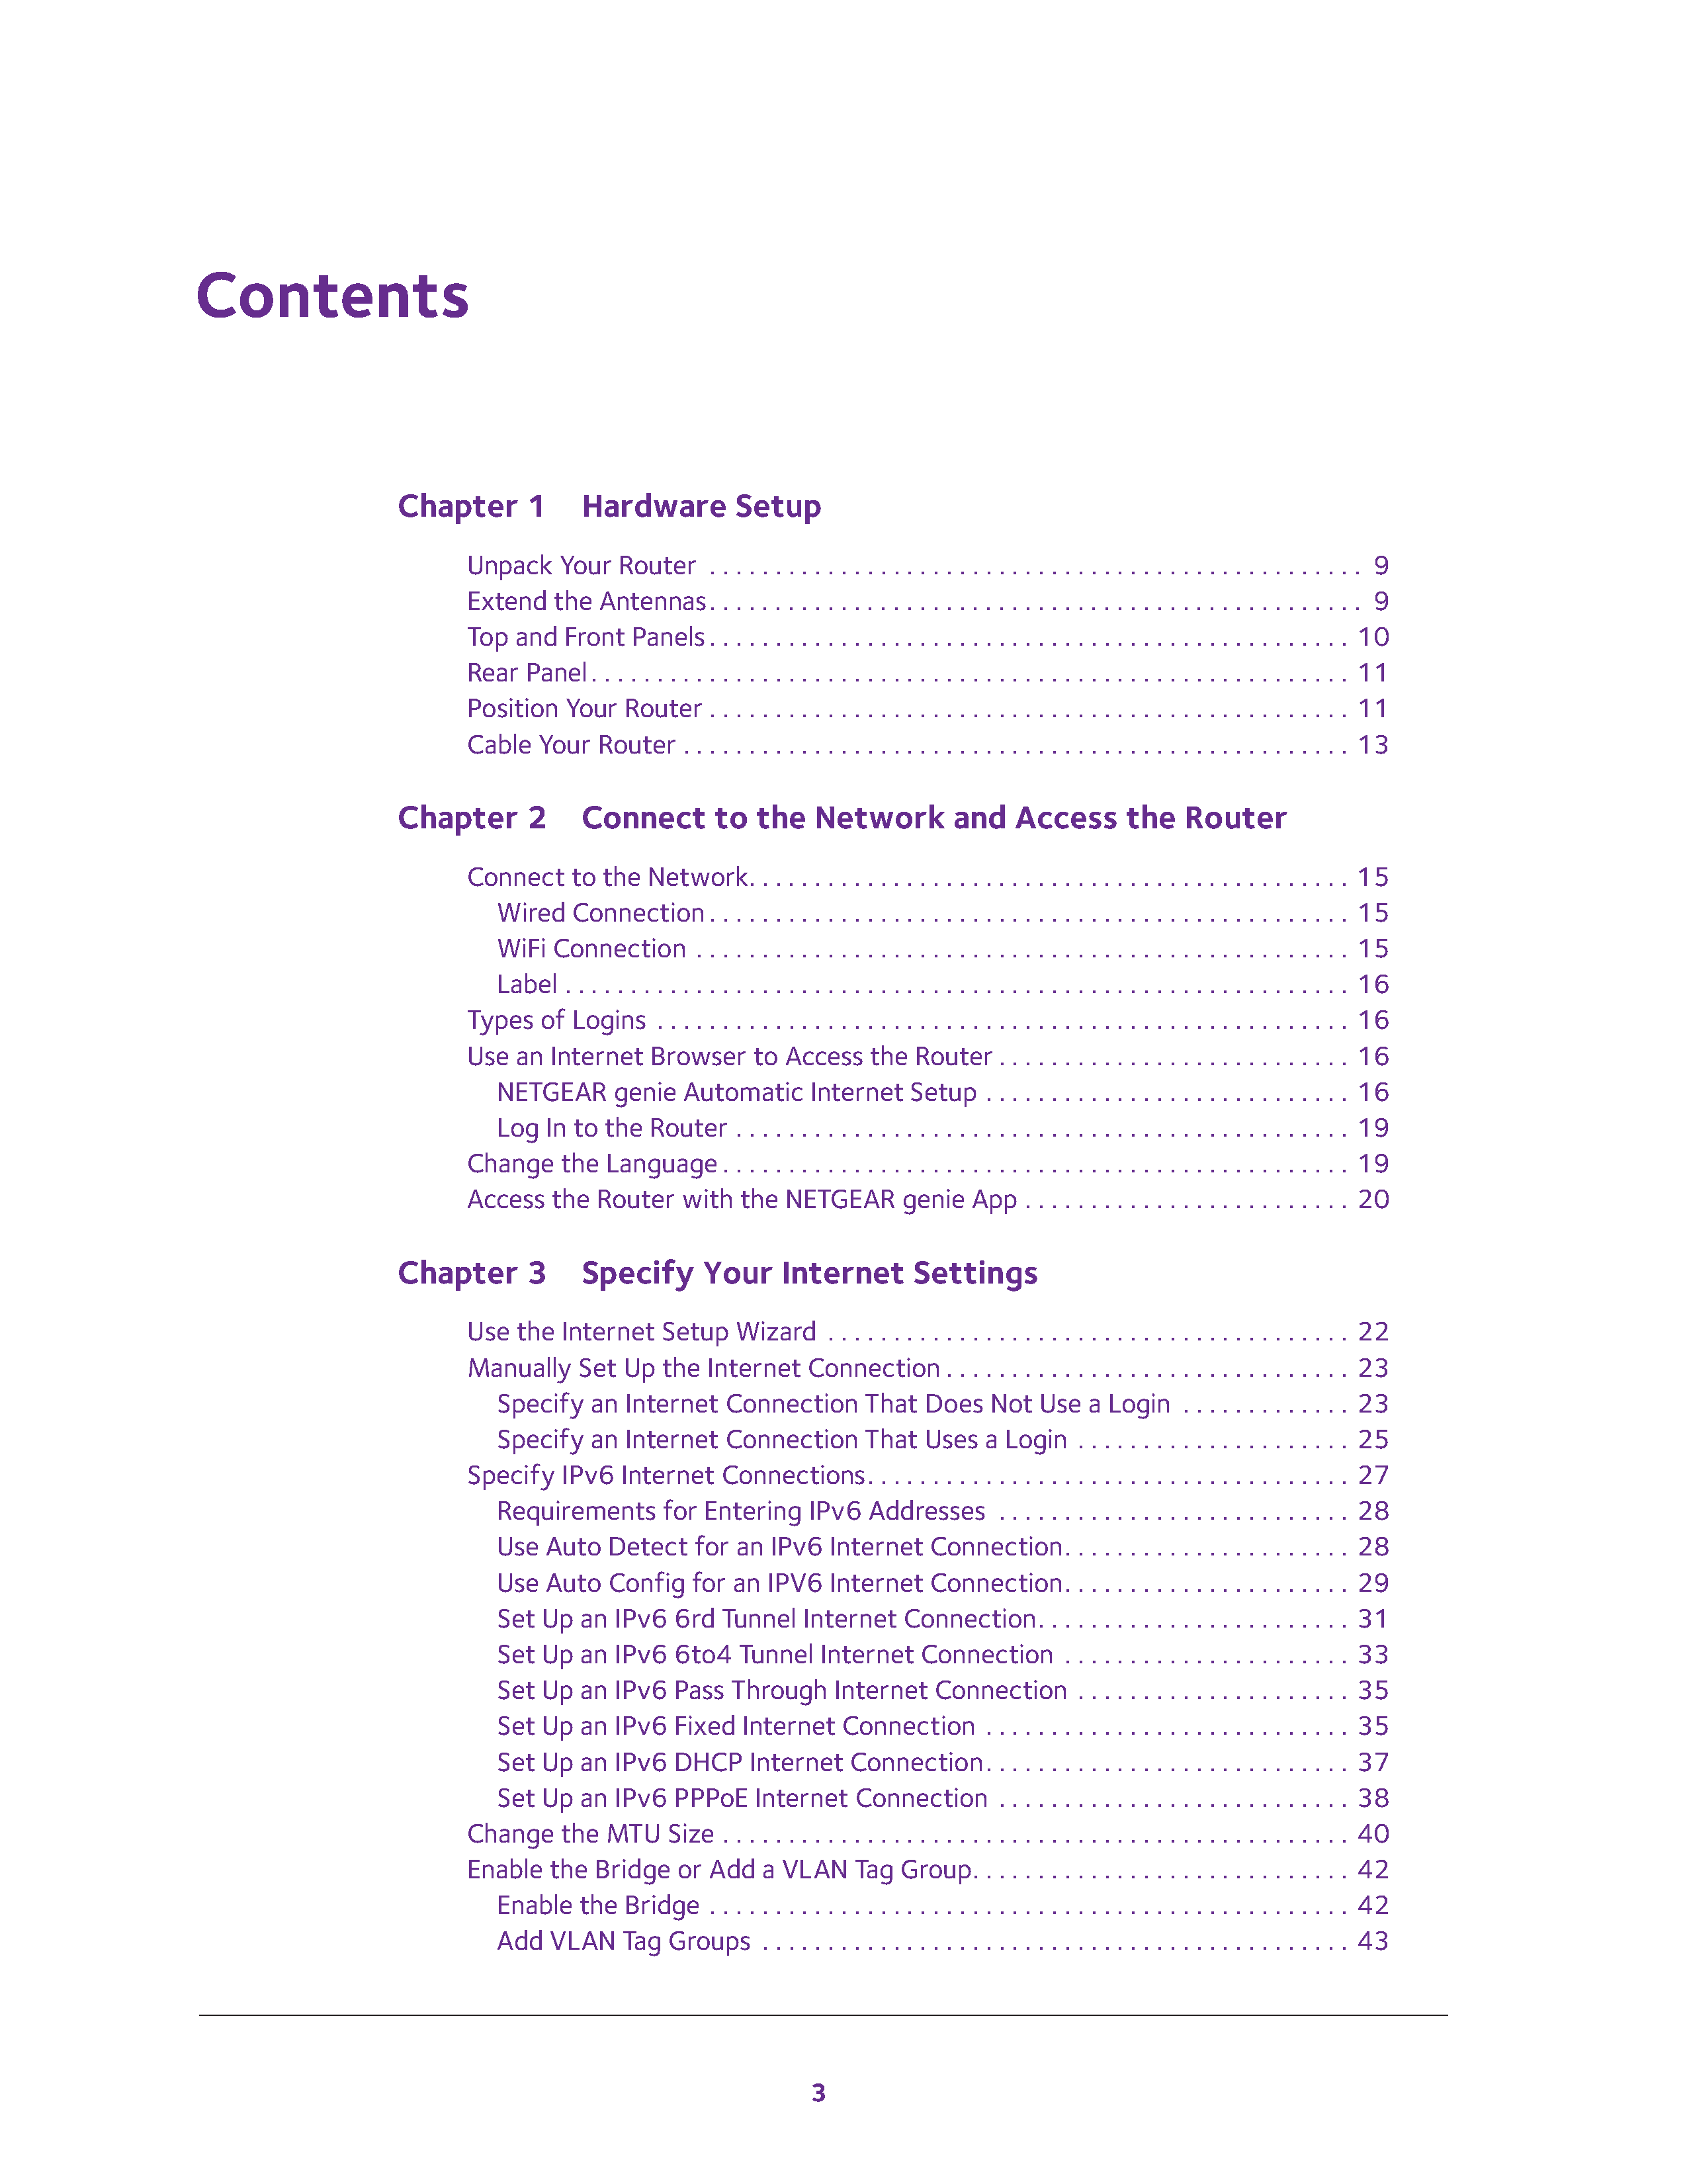 Contents
Chapter 1 Hardware Setup
Unpack Your Router . . . . . . . . . . . . . . . . . . . . . . . . . . . . . . . . . . . . . . . . . . . . . . . . . . 9
Extend the Antennas. . . . . . . . . . . . . . . . . . . . . . . . . . . . . . . . . . . . . . . . . . . . . . . . . . 9
Top and Front Panels. . . . . . . . . . . . . . . . . . . . . . . . . . . . . . . . . . . . . . . . . . . . . . . . . 10
Rear Panel. . . . . . . . . . . . . . . . . . . . . . . . . . . . . . . . . . . . . . . . . . . . . . . . . . . . . . . . . . 11
Position Your Router . . . . . . . . . . . . . . . . . . . . . . . . . . . . . . . . . . . . . . . . . . . . . . . . . 11
Cable Your Router . . . . . . . . . . . . . . . . . . . . . . . . . . . . . . . . . . . . . . . . . . . . . . . . . . . 13
Chapter 2 Connect to the Network and Access the Router
Connect to the Network. . . . . . . . . . . . . . . . . . . . . . . . . . . . . . . . . . . . . . . . . . . . . . 15
Wired Connection . . . . . . . . . . . . . . . . . . . . . . . . . . . . . . . . . . . . . . . . . . . . . . . . . 15
WiFi Connection . . . . . . . . . . . . . . . . . . . . . . . . . . . . . . . . . . . . . . . . . . . . . . . . . . 15
Label . . . . . . . . . . . . . . . . . . . . . . . . . . . . . . . . . . . . . . . . . . . . . . . . . . . . . . . . . . . . 16
Types of Logins . . . . . . . . . . . . . . . . . . . . . . . . . . . . . . . . . . . . . . . . . . . . . . . . . . . . . 16
Use an Internet Browser to Access the Router . . . . . . . . . . . . . . . . . . . . . . . . . . . 16
NETGEAR genie Automatic Internet Setup . . . . . . . . . . . . . . . . . . . . . . . . . . . . 16
Log In to the Router . . . . . . . . . . . . . . . . . . . . . . . . . . . . . . . . . . . . . . . . . . . . . . . 19
Change the Language . . . . . . . . . . . . . . . . . . . . . . . . . . . . . . . . . . . . . . . . . . . . . . . . 19
Access the Router with the NETGEAR genie App . . . . . . . . . . . . . . . . . . . . . . . . . 20
Chapter 3 Specify Your Internet Settings
Use the Internet Setup Wizard . . . . . . . . . . . . . . . . . . . . . . . . . . . . . . . . . . . . . . . . 22
Manually Set Up the Internet Connection . . . . . . . . . . . . . . . . . . . . . . . . . . . . . . . 23
Specify an Internet Connection That Does Not Use a Login . . . . . . . . . . . . . 23
Specify an Internet Connection That Uses a Login . . . . . . . . . . . . . . . . . . . . . 25
Specify IPv6 Internet Connections. . . . . . . . . . . . . . . . . . . . . . . . . . . . . . . . . . . . . 27
Requirements for Entering IPv6 Addresses . . . . . . . . . . . . . . . . . . . . . . . . . . . 28
Use Auto Detect for an IPv6 Internet Connection. . . . . . . . . . . . . . . . . . . . . . 28
Use Auto Config for an IPV6 Internet Connection. . . . . . . . . . . . . . . . . . . . . . 29
Set Up an IPv6 6rd Tunnel Internet Connection. . . . . . . . . . . . . . . . . . . . . . . . 31
Set Up an IPv6 6to4 Tunnel Internet Connection . . . . . . . . . . . . . . . . . . . . . . 33
Set Up an IPv6 Pass Through Internet Connection . . . . . . . . . . . . . . . . . . . . . 35
Set Up an IPv6 Fixed Internet Connection . . . . . . . . . . . . . . . . . . . . . . . . . . . . 35
Set Up an IPv6 DHCP Internet Connection. . . . . . . . . . . . . . . . . . . . . . . . . . . . 37
Set Up an IPv6 PPPoE Internet Connection . . . . . . . . . . . . . . . . . . . . . . . . . . . 38
Change the MTU Size . . . . . . . . . . . . . . . . . . . . . . . . . . . . . . . . . . . . . . . . . . . . . . . . 40
Enable the Bridge or Add a VLAN Tag Group. . . . . . . . . . . . . . . . . . . . . . . . . . . . . 42
Enable the Bridge . . . . . . . . . . . . . . . . . . . . . . . . . . . . . . . . . . . . . . . . . . . . . . . . . 42
Add VLAN Tag Groups . . . . . . . . . . . . . . . . . . . . . . . . . . . . . . . . . . . . . . . . . . . . . 43
3